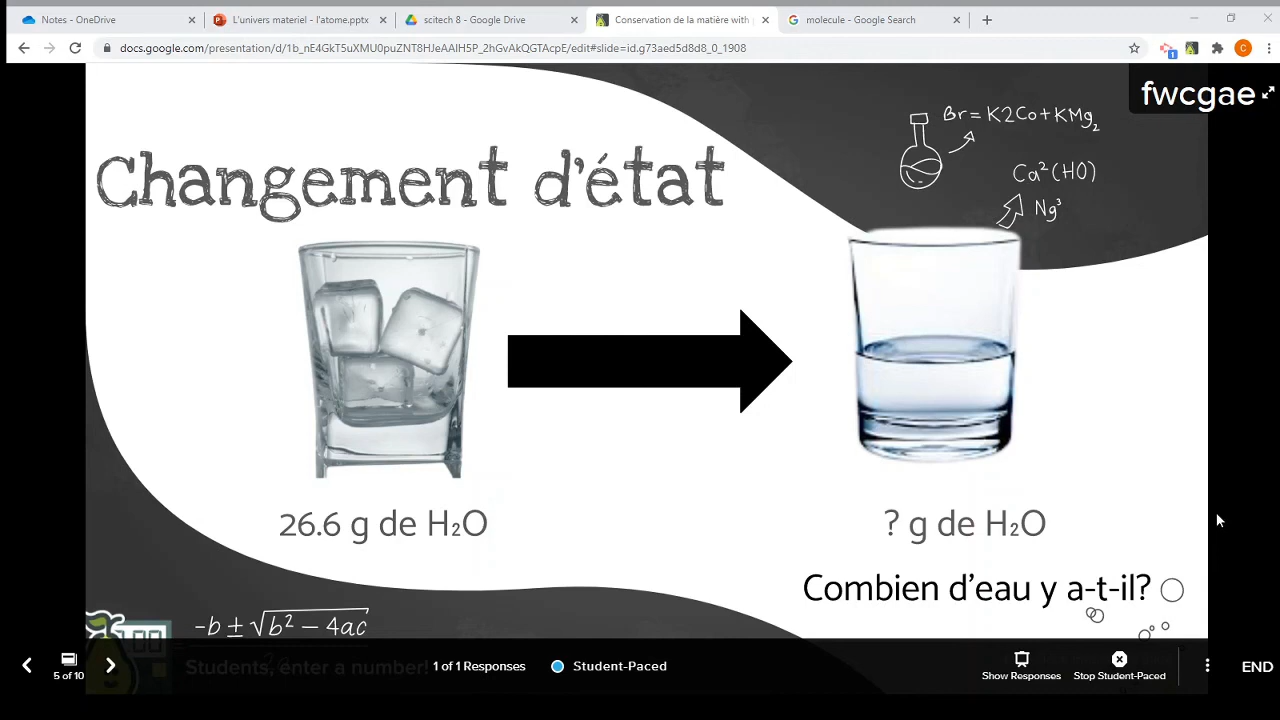 Notes - OneDrive
L'univers materiel - l'atome.pptx
scitech 8 - Google Drive
Conservation de la matière with
molecule - Google Search
docs.google.com/presentation/d/1b_nE4GkT5uXMU0puZNT8HJeAAIH5P_2hGvAkQGTAcpE/edit#slide=id.g73aed5d8d8_0_1908
1
C
fwcgae
Br = K2Co+KMg₂
Ca²(HO)
Ng³
Changement d'état
26.6 g de H₂O
? g de H₂O
Combien d'eau y a-t-il?
-b ± √b² − 4ac
Students, enter a number!
5 of 10
1 of 1 Responses
Student-Paced
Show Responses
Stop Student-Paced
END